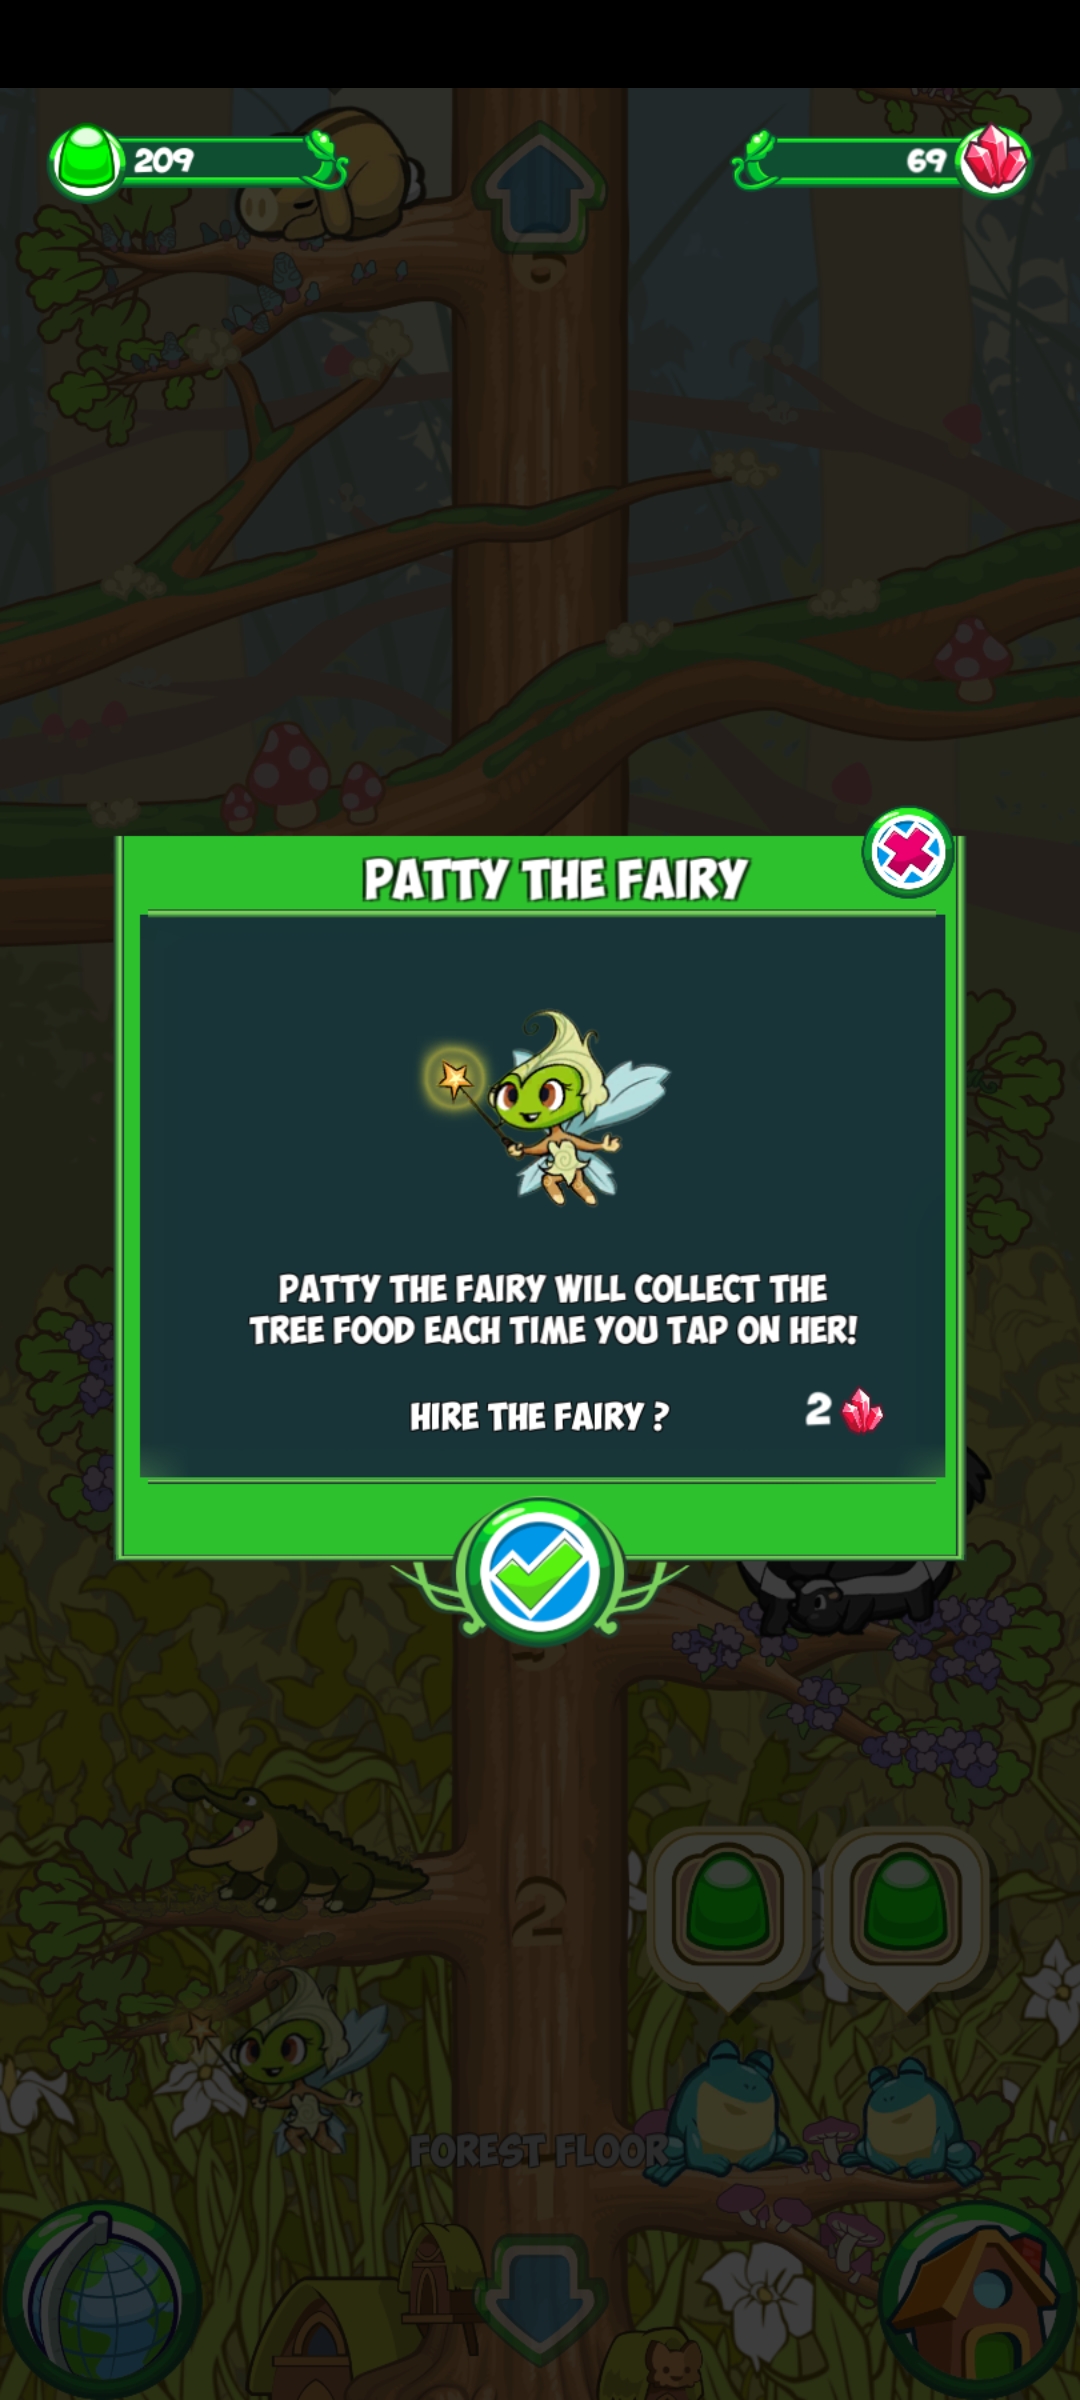 209
69
5
PATTY THE FAIRY
PATTY THE FAIRY WILL COLLECT THE
TREE FOOD EACH TIME YOU TAP ON HER!
HIRE THE FAIRY ?
2
2
FOREST FLOOR